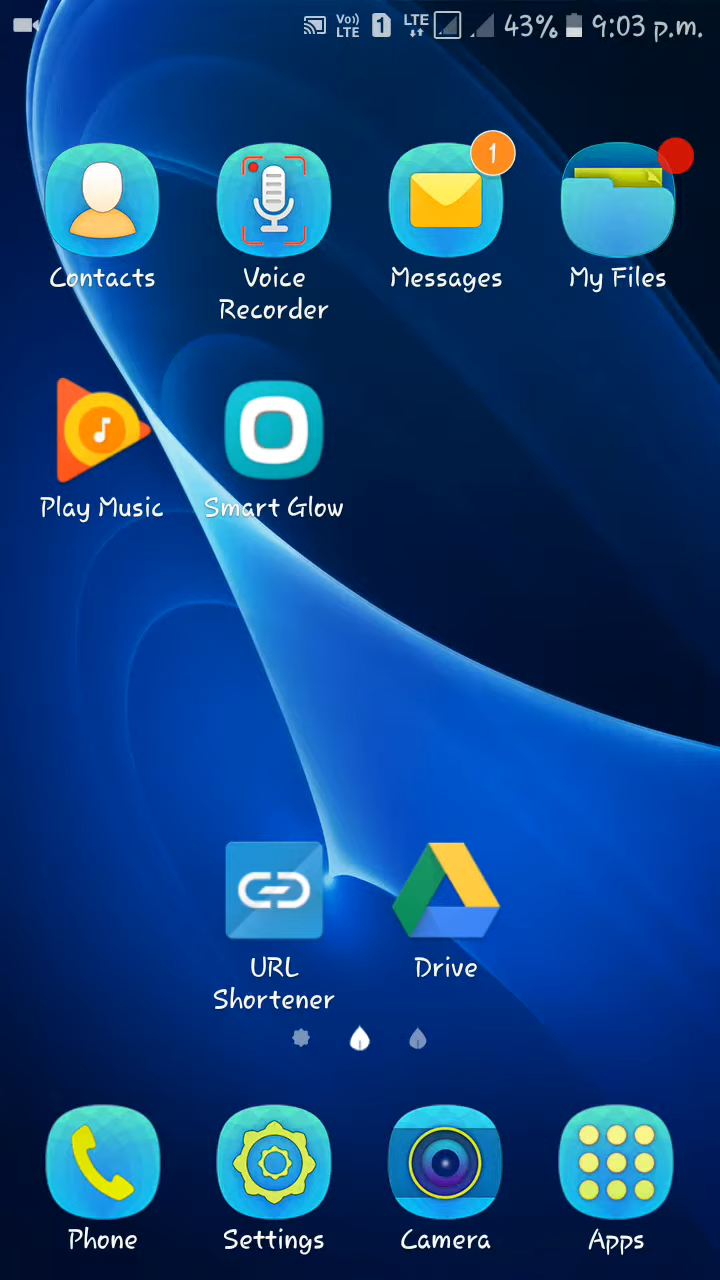 Vo)) LTE 1 LTE 43% 9:03 p.m.
1
Contacts
Voice Recorder
Messages
My Files
Play Music
Smart Glow
URL Shortener
Drive
Phone
Settings
Camera
Apps